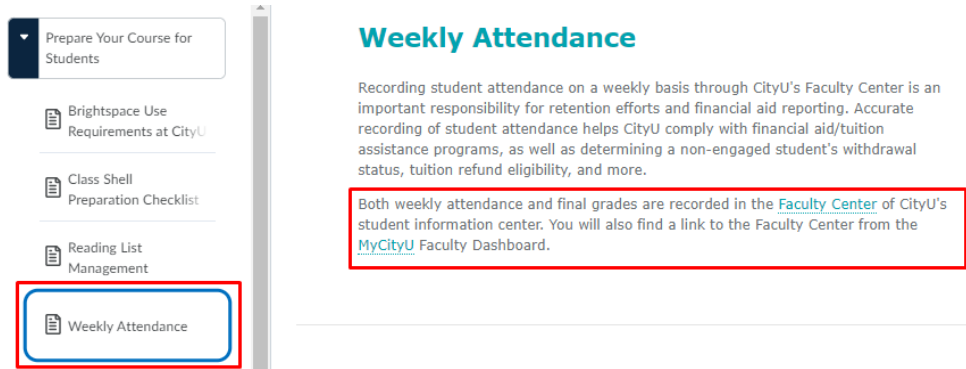 Prepare Your Course for
Students
Brightspace Use
Requirements at CityU
Class Shell
Preparation Checklist
Reading List
Management
Weekly Attendance
Weekly Attendance
Recording student attendance on a weekly basis through CityU's Faculty Center is an
important responsibility for retention efforts and financial aid reporting. Accurate
recording of student attendance helps CityU comply with financial aid/tuition
assistance programs, as well as determining a non-engaged student's withdrawal
status, tuition refund eligibility, and more.
Both weekly attendance and final grades are recorded in the Faculty Center of CityU's
student information center. You will also find a link to the Faculty Center from the
MyCityU Faculty Dashboard.